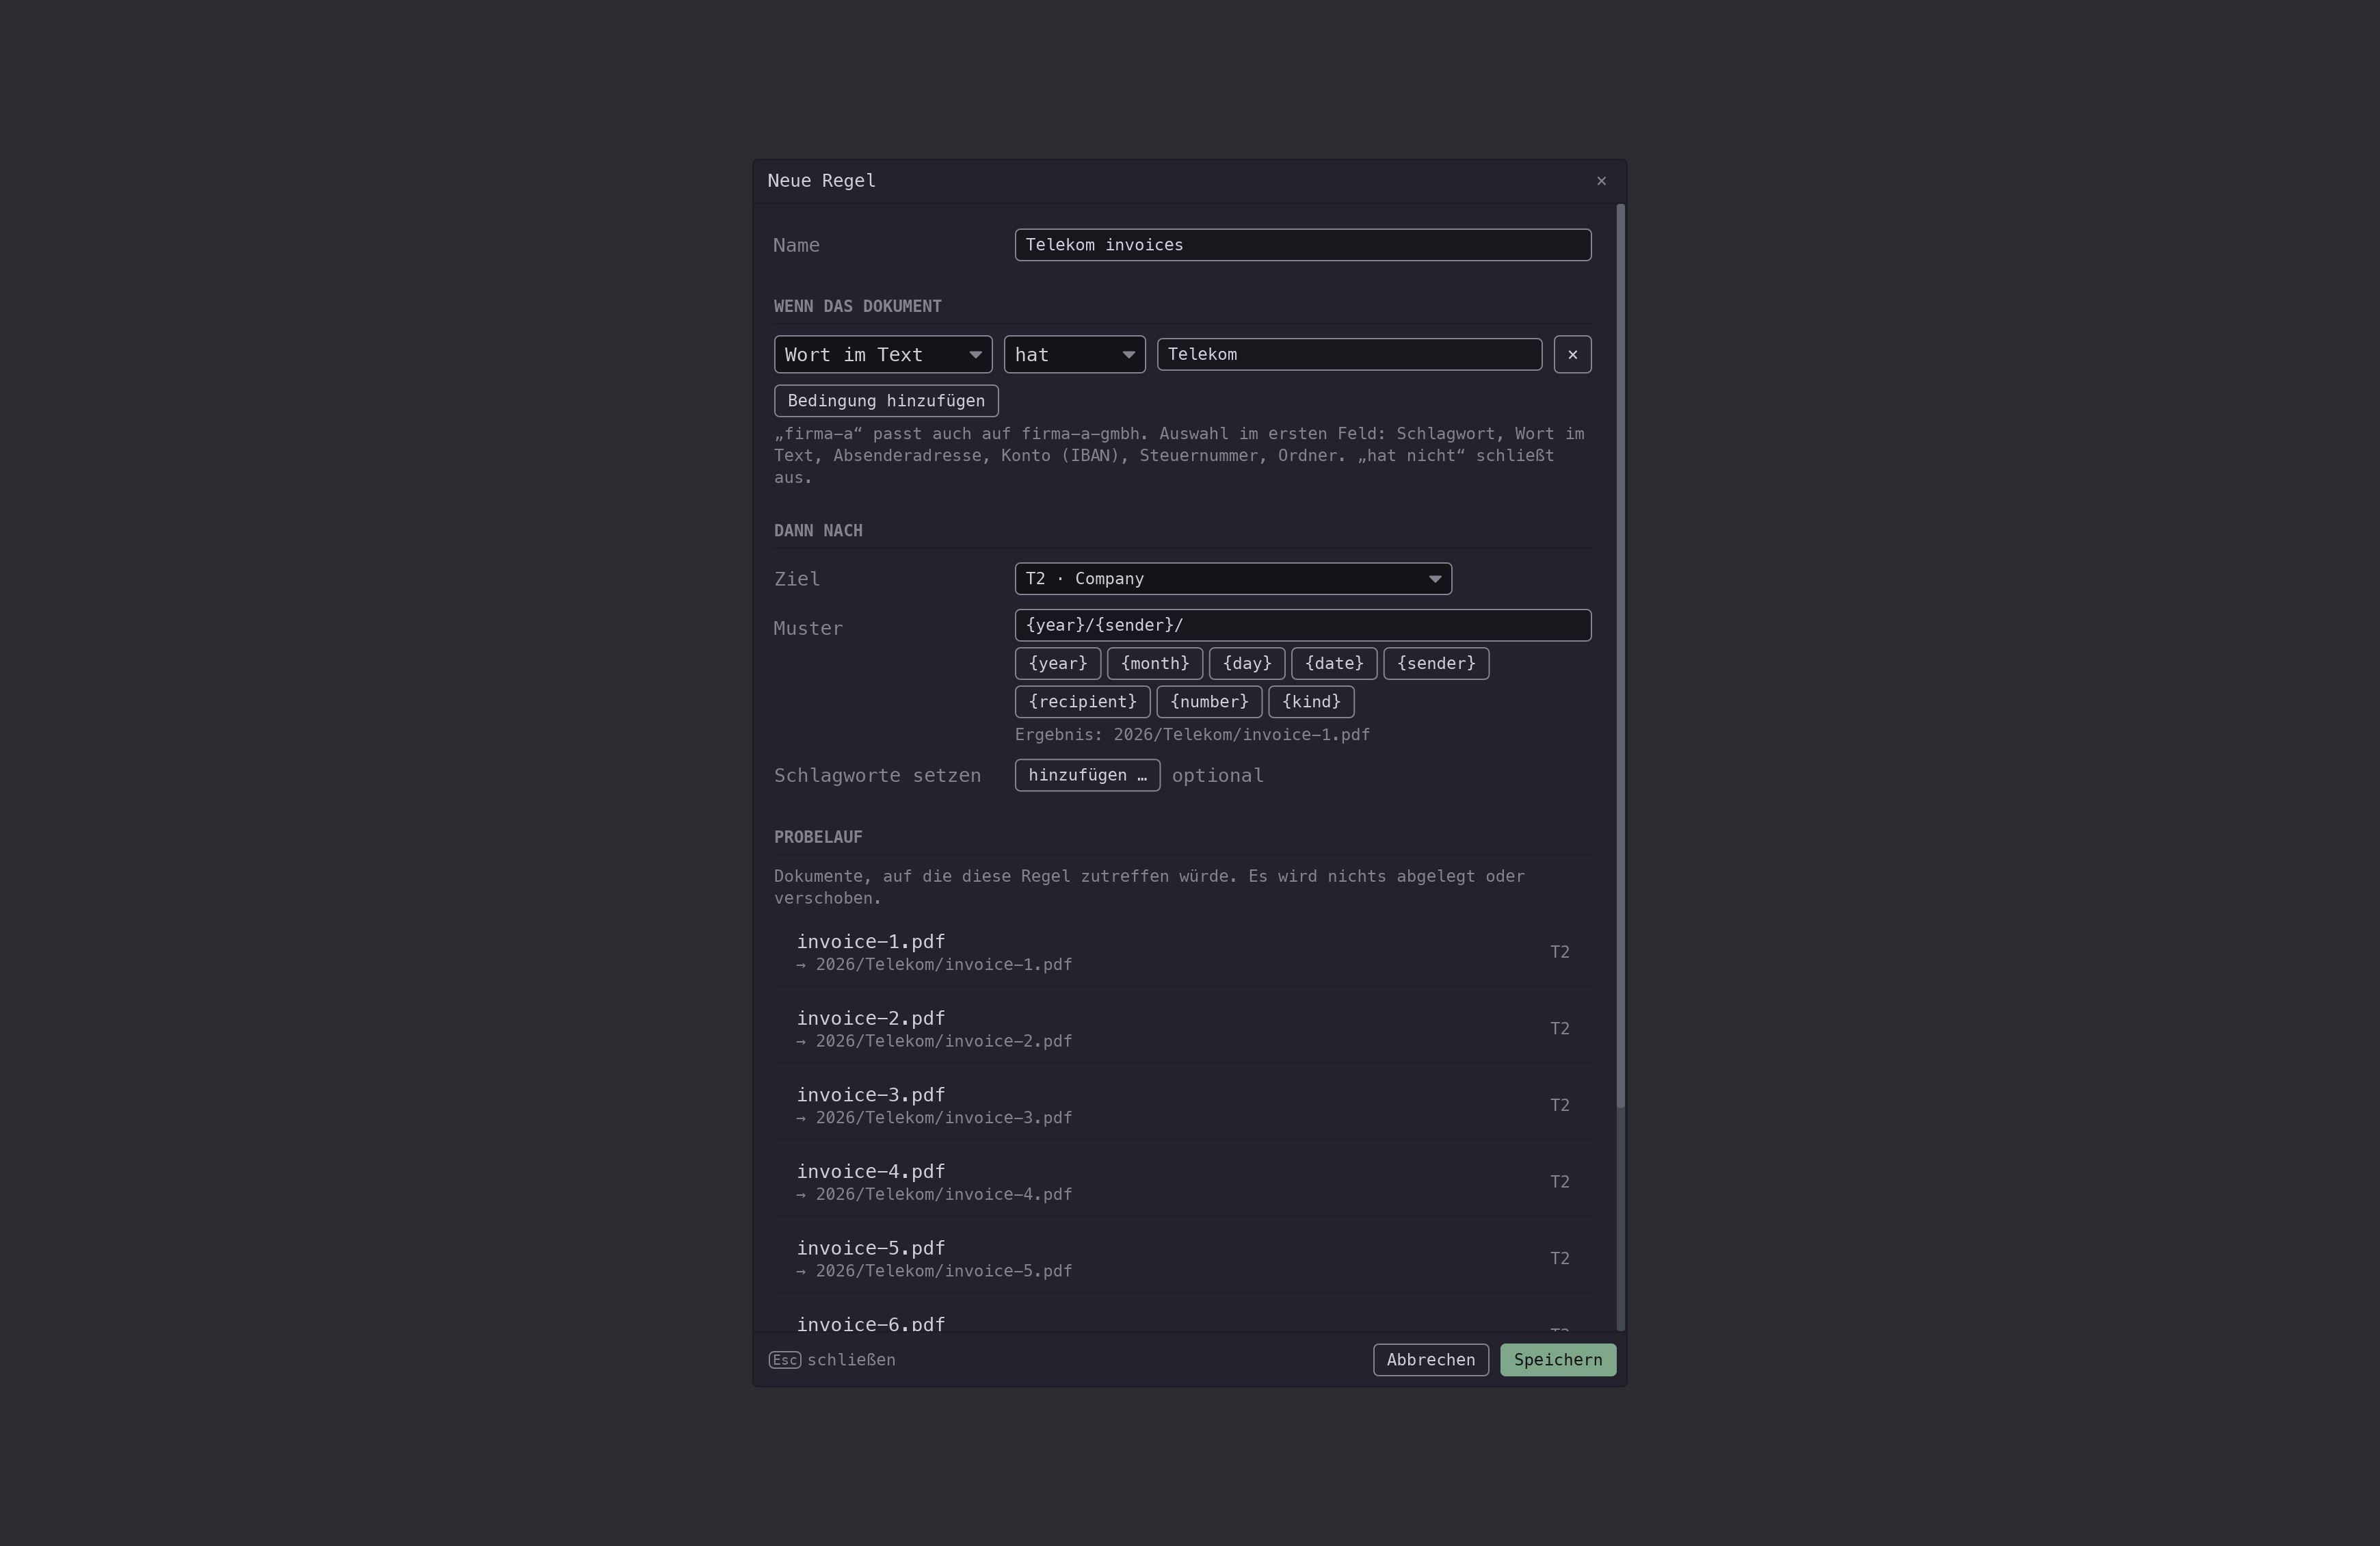 Neue Regel ×
Name Telekom invoices
WENN DAS DOKUMENT
Wort im Text hat Telekom ×
Bedingung hinzufügen
„firma-a“ passt auch auf firma-a-gmbh. Auswahl im ersten Feld: Schlagwort, Wort im
Text, Absenderadresse, Konto (IBAN), Steuernummer, Ordner. „hat nicht“ schließt
aus.
DANN NACH
Ziel T2 · Company
Muster {year}/{sender}/
{year} {month} {day} {date} {sender}
{recipient} {number} {kind}
Ergebnis: 2026/Telekom/invoice-1.pdf
Schlagworte setzen hinzufügen … optional
PROBELAUF
Dokumente, auf die diese Regel zutreffen würde. Es wird nichts abgelegt oder
verschoben.
invoice-1.pdf T2
→ 2026/Telekom/invoice-1.pdf
invoice-2.pdf T2
→ 2026/Telekom/invoice-2.pdf
invoice-3.pdf T2
→ 2026/Telekom/invoice-3.pdf
invoice-4.pdf T2
→ 2026/Telekom/invoice-4.pdf
invoice-5.pdf T2
→ 2026/Telekom/invoice-5.pdf
invoice-6.pdf
Esc schließen Abbrechen Speichern